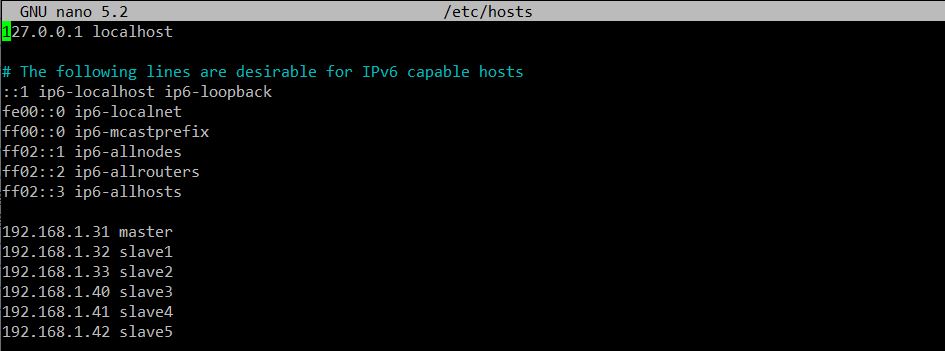 GNU nano 5.2 /etc/hosts
127.0.0.1 localhost
# The following lines are desirable for IPv6 capable hosts
::1 ip6-localhost ip6-loopback
fe00::0 ip6-localnet
ff00::0 ip6-mcastprefix
ff02::1 ip6-allnodes
ff02::2 ip6-allrouters
ff02::3 ip6-allhosts
192.168.1.31 master
192.168.1.32 slave1
192.168.1.33 slave2
192.168.1.40 slave3
192.168.1.41 slave4
192.168.1.42 slave5